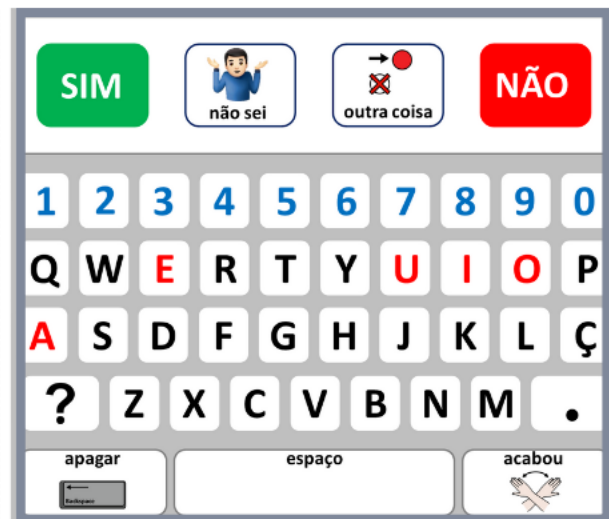 SIM não sei outra coisa NÃO
1 2 3 4 5 6 7 8 9 0
Q W E R T Y U I O P
A S D F G H J K L Ç
? Z X C V B N M .
apagar espaço acabou
Backspace